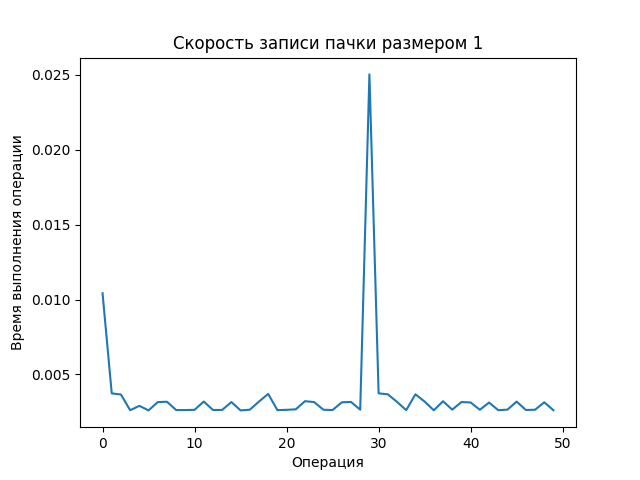 Скорость записи пачки размером 1
Время выполнения операции
0.025
0.020
0.015
0.010
0.005
0 10 20 30 40 50
Операция